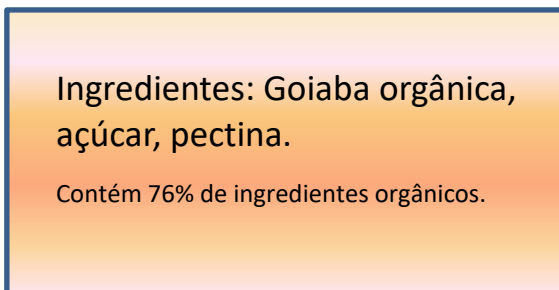 Ingredientes: Goiaba orgânica,
açúcar, pectina.
Contém 76% de ingredientes orgânicos.